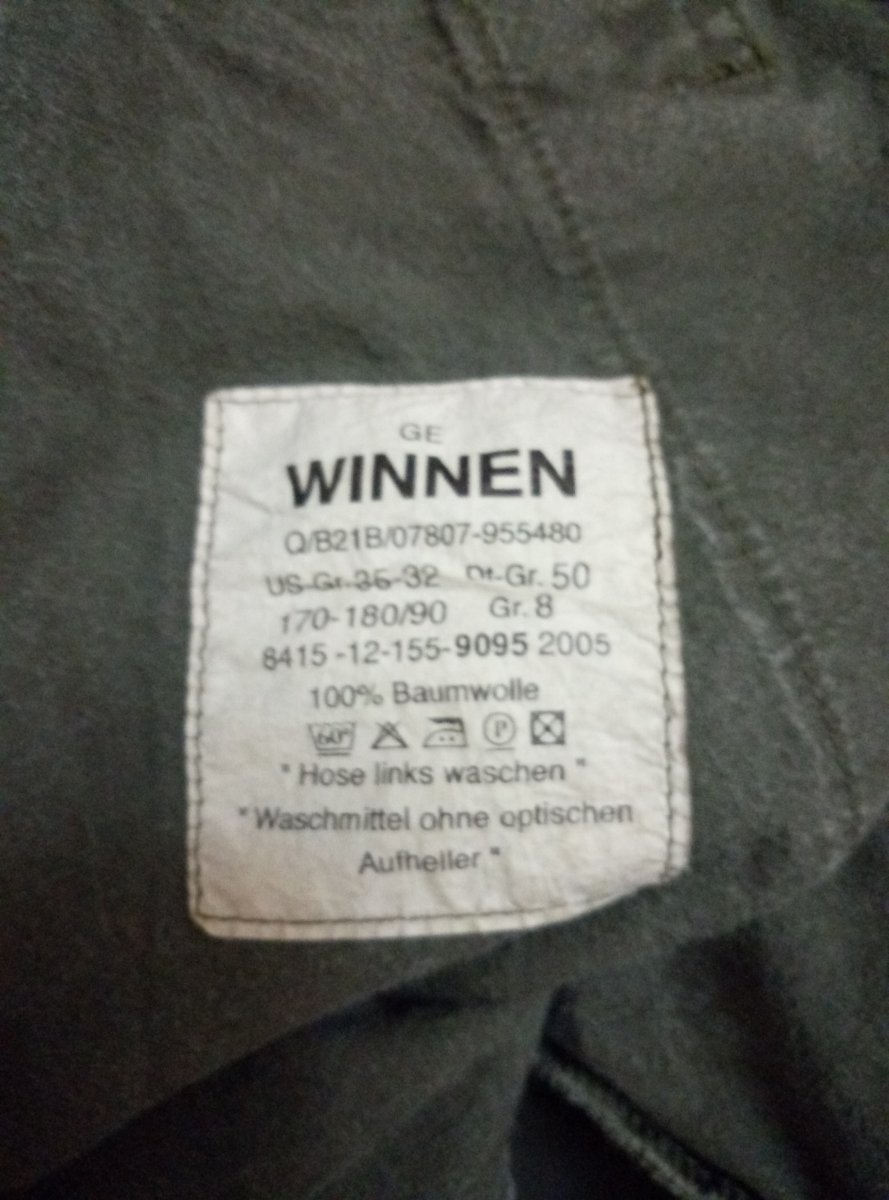 GE
WINNEN
Q/B21B/07807-955480
US-Gr. 36-32 Dt-Gr. 50
170-180/90 Gr. 8
8415-12-155-9095 2005
100% Baumwolle
60° P
"Hose links waschen"
"Waschmittel ohne optischen
Aufheller"